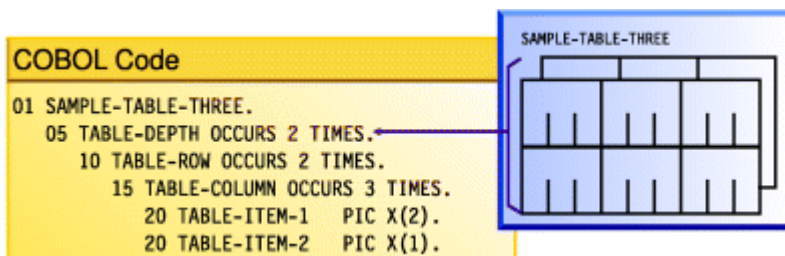 COBOL Code
01 SAMPLE-TABLE-THREE.
05 TABLE-DEPTH OCCURS 2 TIMES.
10 TABLE-ROW OCCURS 2 TIMES.
15 TABLE-COLUMN OCCURS 3 TIMES.
20 TABLE-ITEM-1 PIC X(2).
20 TABLE-ITEM-2 PIC X(1).
SAMPLE-TABLE-THREE